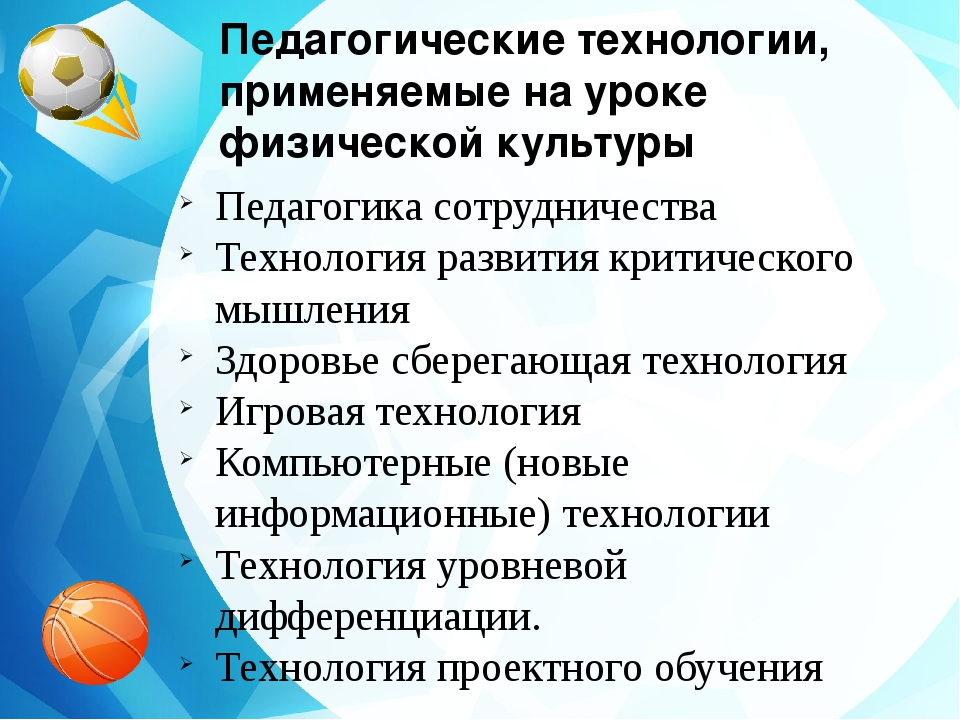 Педагогические технологии,
применяемые на уроке
физической культуры
Педагогика сотрудничества
Технология развития критического
мышления
Здоровье сберегающая технология
Игровая технология
Компьютерные (новые
информационные) технологии
Технология уровневой
дифференциации.
Технология проектного обучения